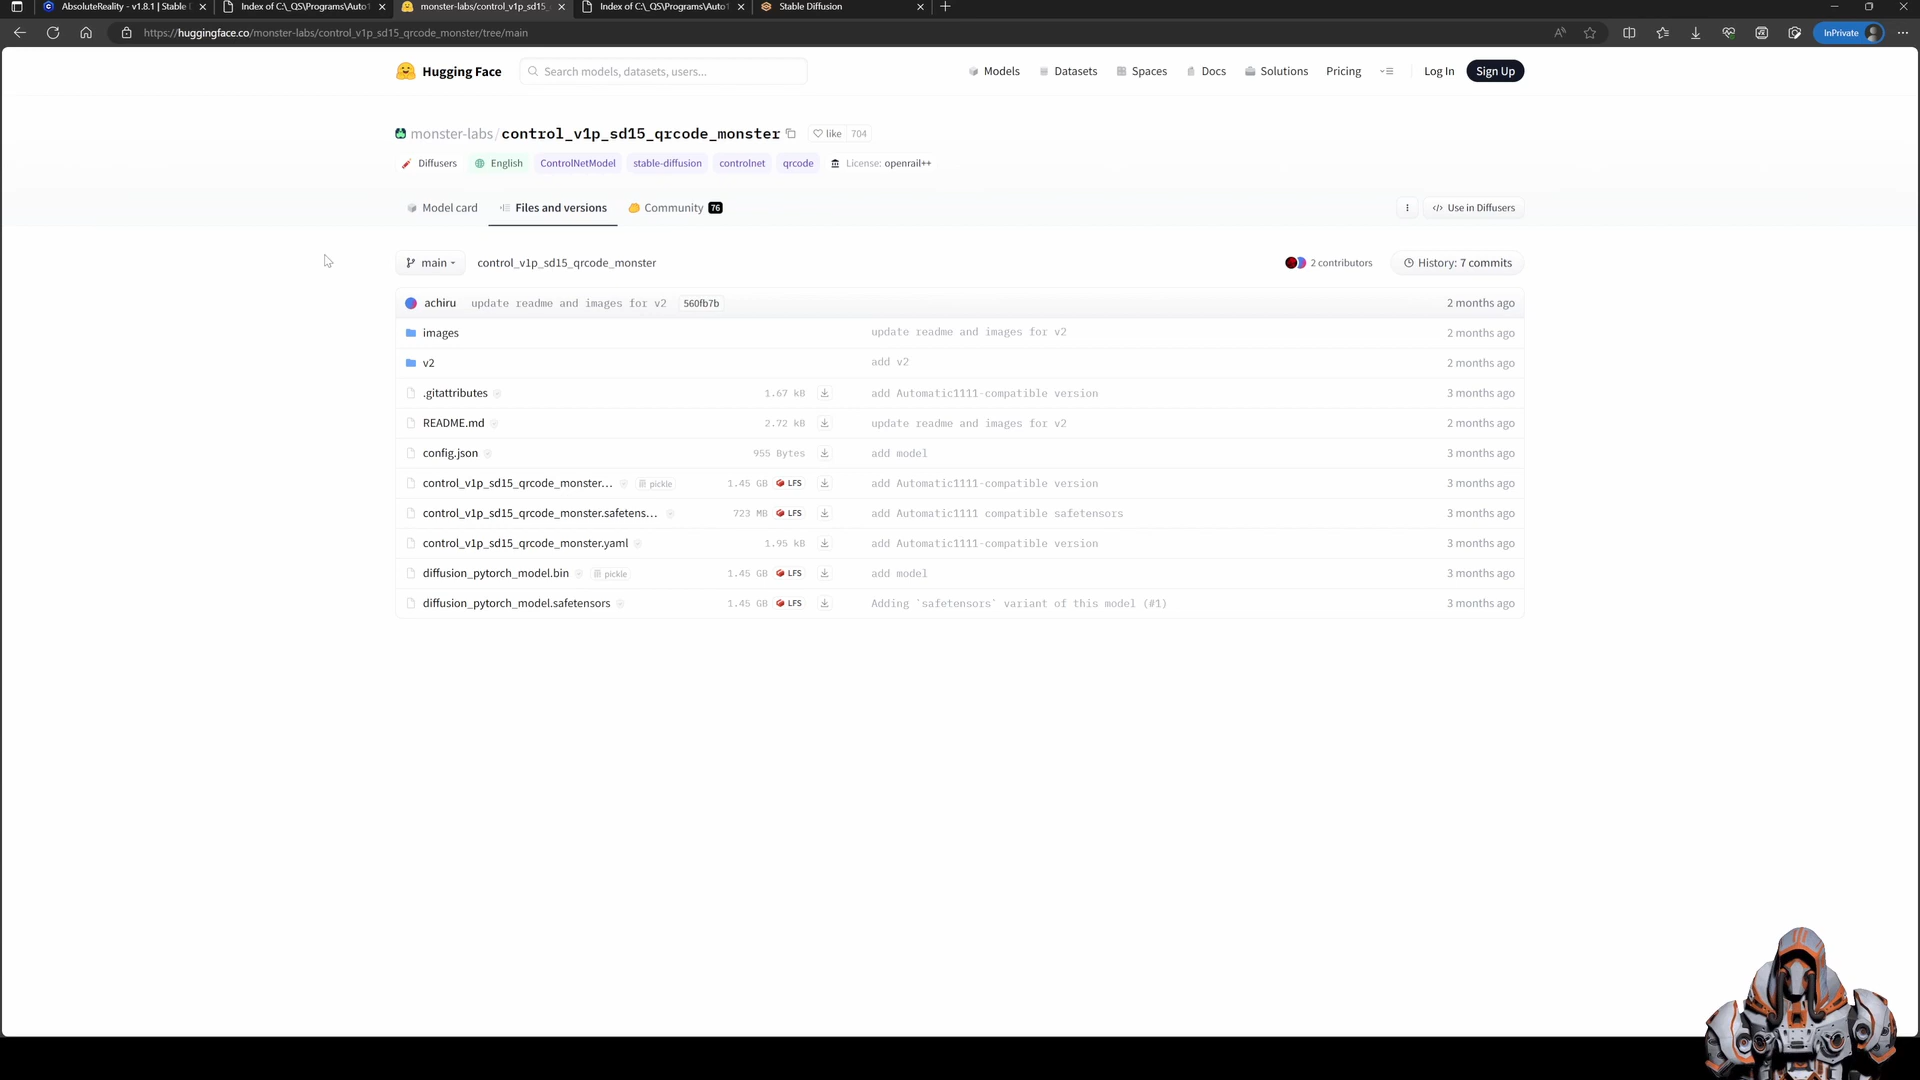 AbsoluteReality - v1.8.1 | Stable
Index of C:\_QS\Programs\Auto1
monster-labs/control_v1p_sd15_
Index of C:\_QS\Programs\Auto1
Stable Diffusion
https://huggingface.co/monster-labs/control_v1p_sd15_qrcode_monster/tree/main
InPrivate
Hugging Face
Search models, datasets, users...
Models
Datasets
Spaces
Docs
Solutions
Pricing
Log In
Sign Up
monster-labs/control_v1p_sd15_qrcode_monster
like 704
Diffusers English ControlNetModel stable-diffusion controlnet qrcode License: openrail++
Model card Files and versions Community 76
</> Use in Diffusers
main control_v1p_sd15_qrcode_monster
2 contributors
History: 7 commits
achiru update readme and images for v2 560fb7b 2 months ago
images update readme and images for v2 2 months ago
v2 add v2 2 months ago
.gitattributes 1.67 kB add Automatic1111-compatible version 3 months ago
README.md 2.72 kB update readme and images for v2 2 months ago
config.json 955 Bytes add model 3 months ago
control_v1p_sd15_qrcode_monster... pickle 1.45 GB LFS add Automatic1111-compatible version 3 months ago
control_v1p_sd15_qrcode_monster.safetens... 723 MB LFS add Automatic1111 compatible safetensors 3 months ago
control_v1p_sd15_qrcode_monster.yaml 1.95 kB add Automatic1111-compatible version 3 months ago
diffusion_pytorch_model.bin pickle 1.45 GB LFS add model 3 months ago
diffusion_pytorch_model.safetensors 1.45 GB LFS Adding `safetensors` variant of this model (#1) 3 months ago